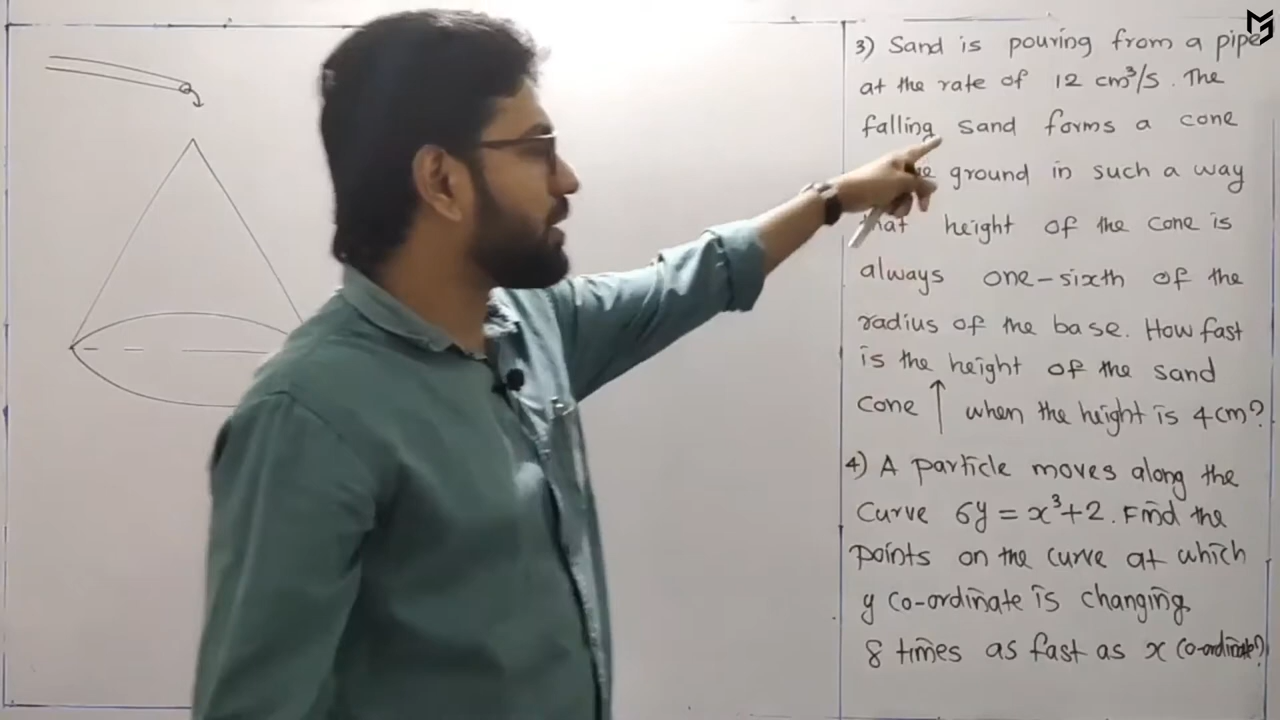 3) Sand is pouring from a pipe
at the rate of 12 cm³/s. The
falling sand forms a cone
ground in such a way
that height of the cone is
always one-sixth of the
radius of the base. How fast
is the height of the sand
cone ↑ when the height is 4cm?
4) A particle moves along the
curve 6y = x³+2. Find the
points on the curve at which
y co-ordinate is changing
8 times as fast as x co-ordinate?